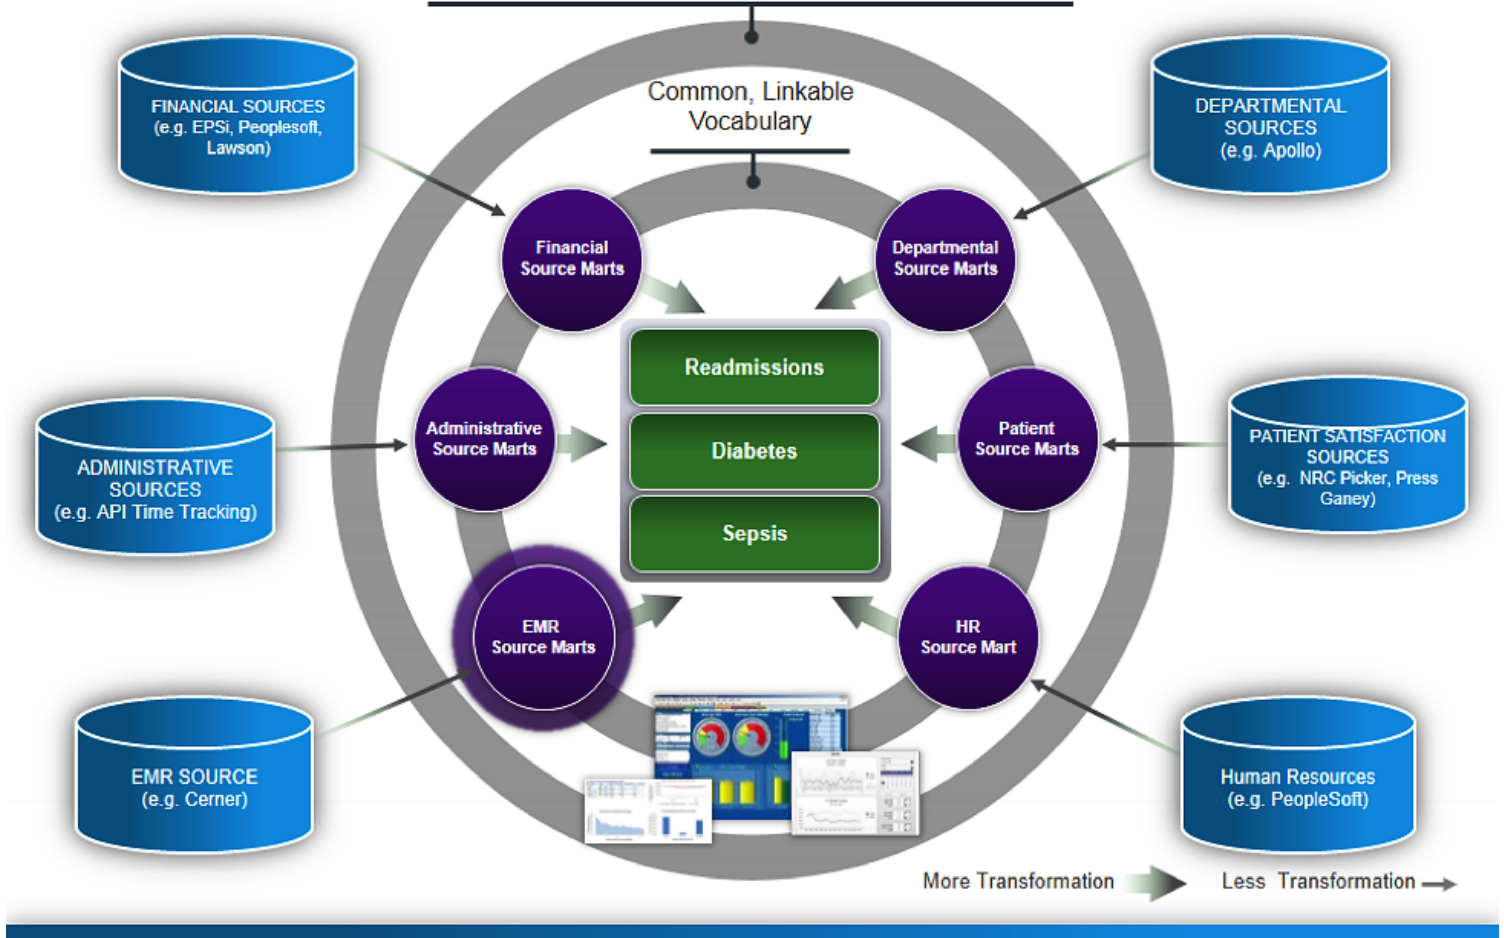 Common, Linkable
Vocabulary
FINANCIAL SOURCES
(e.g. EPSi, Peoplesoft,
Lawson)
DEPARTMENTAL
SOURCES
(e.g. Apollo)
Financial
Source Marts
Departmental
Source Marts
Readmissions
Diabetes
Sepsis
Administrative
Source Marts
Patient
Source Marts
ADMINISTRATIVE
SOURCES
(e.g. API Time Tracking)
PATIENT SATISFACTION
SOURCES
(e.g. NRC Picker, Press
Ganey)
EMR
Source Marts
HR
Source Mart
EMR SOURCE
(e.g. Cerner)
Human Resources
(e.g. PeopleSoft)
More Transformation
Less Transformation